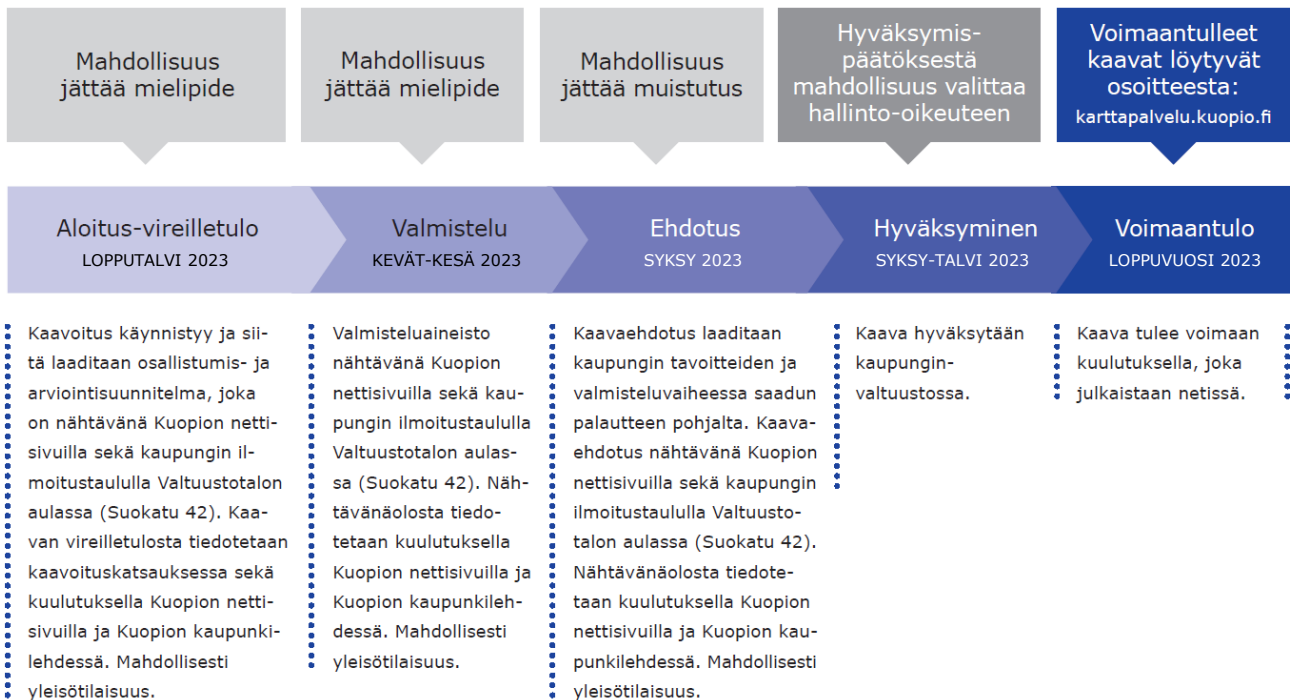 Mahdollisuus
jättää mielipide
Mahdollisuus
jättää mielipide
Mahdollisuus
jättää muistutus
Hyväksymis-
päätöksestä
mahdollisuus valittaa
hallinto-oikeuteen
Voimaantulleet
kaavat löytyvät
osoitteesta:
karttapalvelu.kuopio.fi
Aloitus-vireilletulo
LOPPUTALVI 2023
Valmistelu
KEVÄT-KESÄ 2023
Ehdotus
SYKSY 2023
Hyväksyminen
SYKSY-TALVI 2023
Voimaantulo
LOPPUVUOSI 2023
Kaavoitus käynnistyy ja sii-
tä laaditaan osallistumis- ja
arviointisuunnitelma, joka
on nähtävänä Kuopion netti-
sivuilla sekä kaupungin il-
moitustaululla Valtuustotalon
aulassa (Suokatu 42). Kaa-
van vireilletulosta tiedotetaan
kaavoituskatsauksessa sekä
kuulutuksella Kuopion netti-
sivuilla ja Kuopion kaupunki-
lehdessä. Mahdollisesti
yleisötilaisuus.
Valmisteluaineisto
nähtävänä Kuopion
nettisivuilla sekä kau-
pungin ilmoitustaululla
Valtuustotalon aulas-
sa (Suokatu 42). Näh-
tävänäolosta tiedo-
tetaan kuulutuksella
Kuopion nettisivuilla ja
Kuopion kaupunkileh-
dessä. Mahdollisesti
yleisötilaisuus.
Kaavaehdotus laaditaan
kaupungin tavoitteiden ja
valmisteluvaiheessa saadun
palautteen pohjalta. Kaava-
ehdotus nähtävänä Kuopion
nettisivuilla sekä kaupungin
ilmoitustaululla Valtuusto-
talon aulassa (Suokatu 42).
Nähtävänäolosta tiedote-
taan kuulutuksella Kuopion
nettisivuilla ja Kuopion kau-
punkilehdessä. Mahdollisesti
yleisötilaisuus.
Kaava hyväksytään
kaupungin-
valtuustossa.
Kaava tulee voimaan
kuulutuksella, joka
julkaistaan netissä.